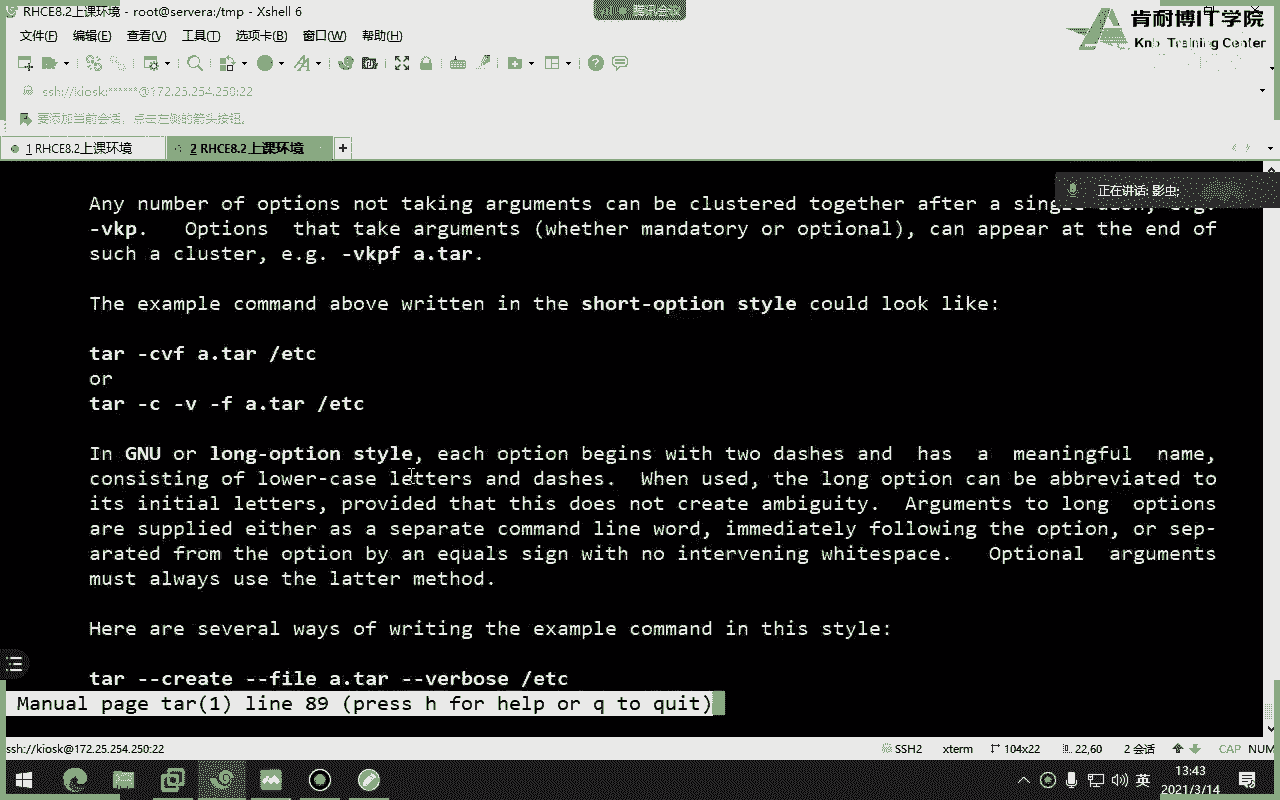 RHCE8.2上课环境 - root@servera:/tmp - Xshell 6
肯耐博IT学院
Knb Training Center
文件(F) 编辑(E) 查看(V) 工具(T) 选项卡(B) 窗口(W) 帮助(H)
ssh://kiosk:******@172.25.254.250:22
要添加当前会话，点击左侧的箭头按钮。
1 RHCE8.2上课环境 2 RHCE8.2上课环境 +
正在讲话: 影虫;
Any number of options not taking arguments can be clustered together after a
-vkp. Options that take arguments (whether mandatory or optional), can appear at the end of
such a cluster, e.g. -vkpf a.tar.
The example command above written in the short-option style could look like:
tar -cvf a.tar /etc
or
tar -c -v -f a.tar /etc
In GNU or long-option style, each option begins with two dashes and has a meaningful name,
consisting of lower-case letters and dashes. When used, the long option can be abbreviated to
its initial letters, provided that this does not create ambiguity. Arguments to long options
are supplied either as a separate command line word, immediately following the option, or sep-
arated from the option by an equals sign with no intervening whitespace. Optional arguments
must always use the latter method.
Here are several ways of writing the example command in this style:
tar --create --file a.tar --verbose /etc
Manual page tar(1) line 89 (press h for help or q to quit)
ssh://kiosk@172.25.254.250:22 SSH2 xterm 104x22 22,60 2 会话 CAP NUM
英 13:43
2021/3/14